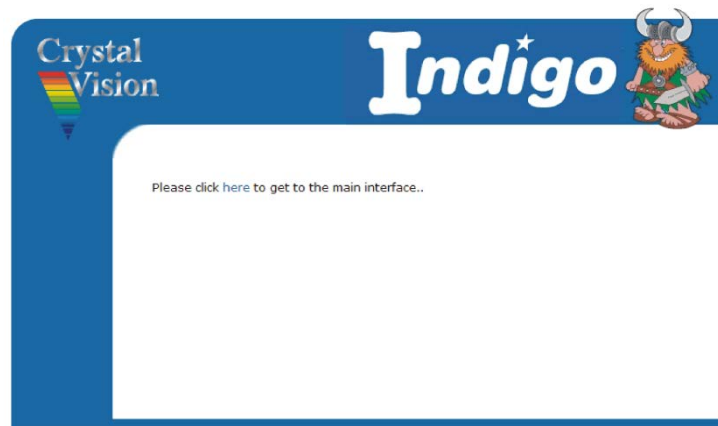 Crystal
Vision
Indigo
Please click here to get to the main interface..